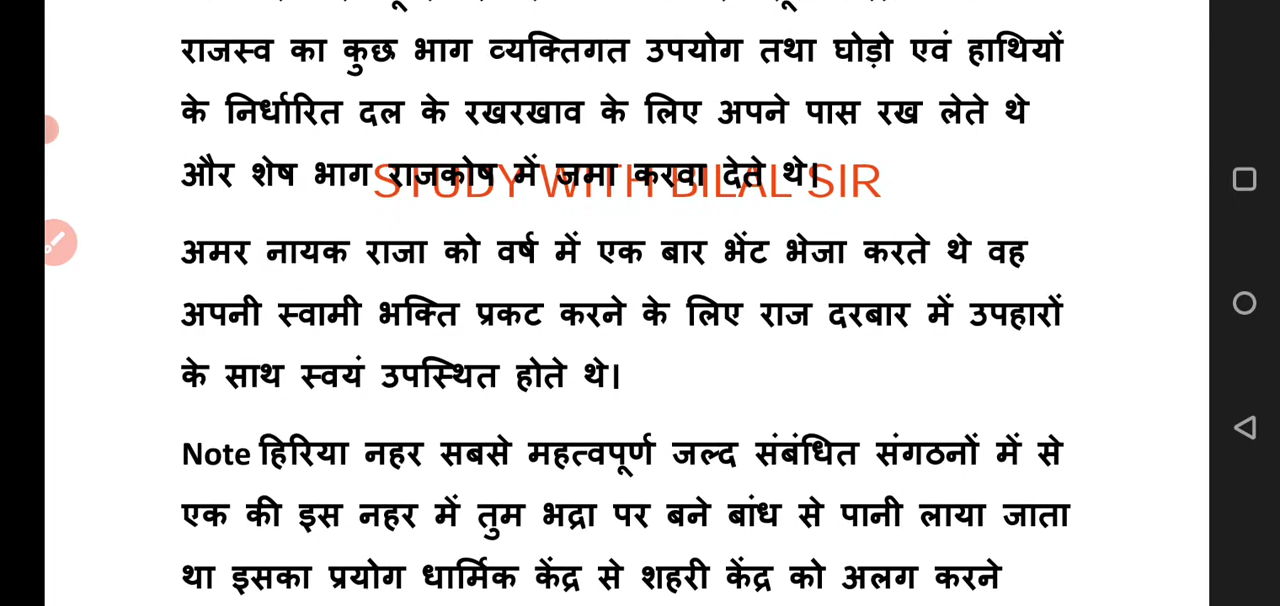 राजस्व का कुछ भाग व्यक्तिगत उपयोग तथा घोड़ो एवं हाथियों
के निर्धारित दल के रखरखाव के लिए अपने पास रख लेते थे
और शेष भाग राजकोष में जमा करवा देते थे।
STUDY WITH BILAL SIR
अमर नायक राजा को वर्ष में एक बार भेंट भेजा करते थे वह
अपनी स्वामी भक्ति प्रकट करने के लिए राज दरबार में उपहारों
के साथ स्वयं उपस्थित होते थे।
Note हिरिया नहर सबसे महत्वपूर्ण जल्द संबंधित संगठनों में से
एक की इस नहर में तुम भद्रा पर बने बांध से पानी लाया जाता
था इसका प्रयोग धार्मिक केंद्र से शहरी केंद्र को अलग करने